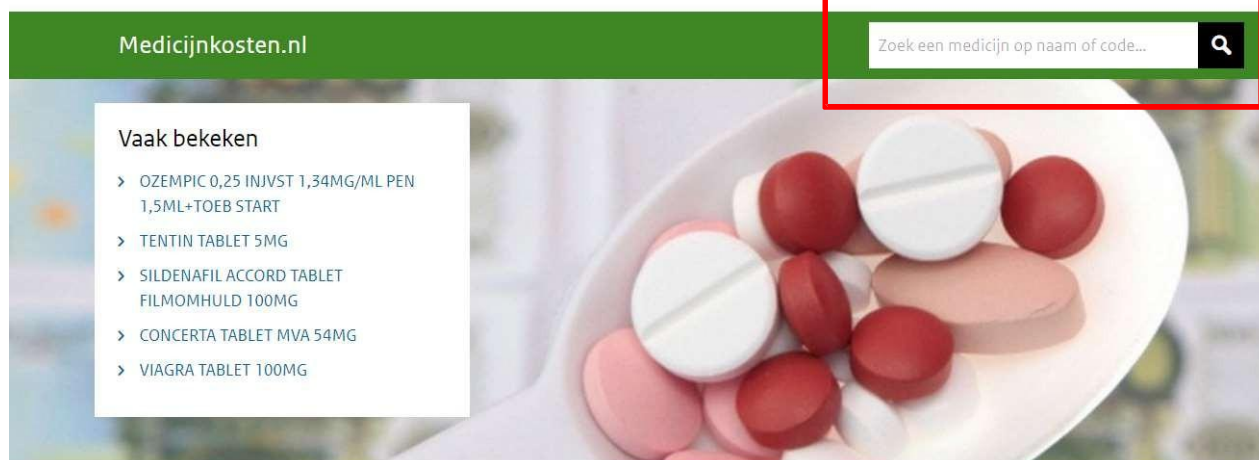 Medicijnkosten.nl
Zoek een medicijn op naam of code...
Vaak bekeken
> OZEMPIC 0,25 INJVST 1,34MG/ML PEN
1,5ML+TOEB START
> TENTIN TABLET 5MG
> SILDENAFIL ACCORD TABLET
FILMOMHULD 100MG
> CONCERTA TABLET MVA 54MG
> VIAGRA TABLET 100MG